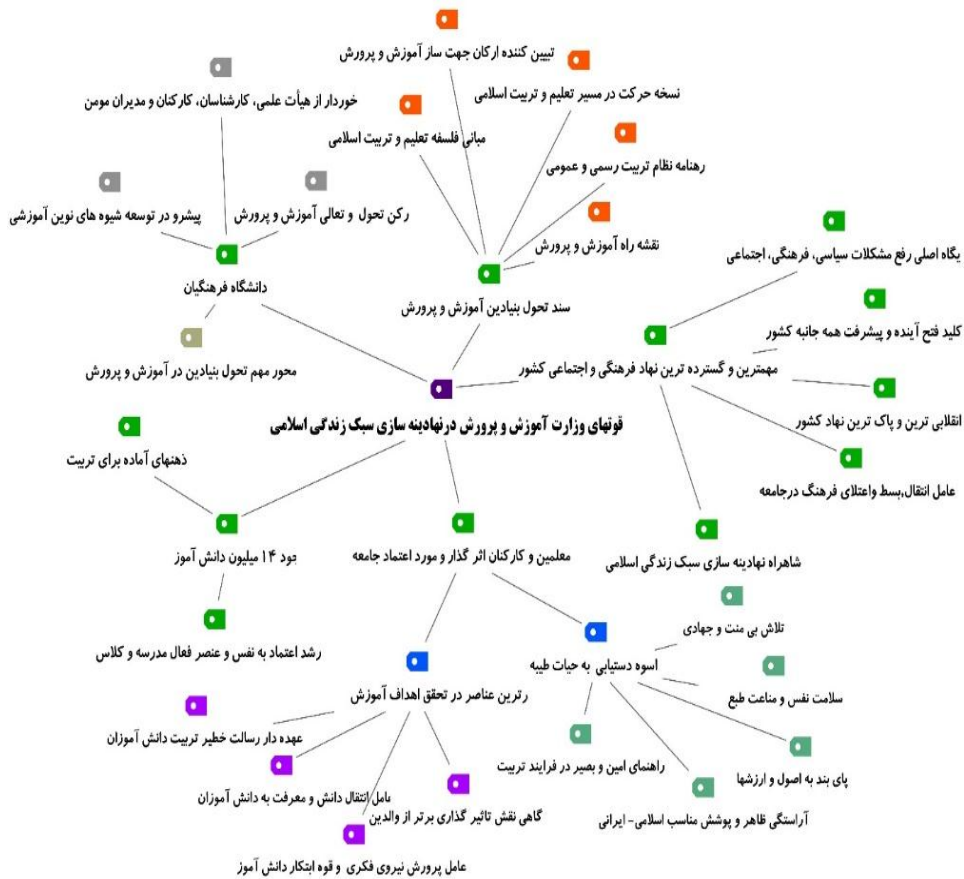 تبیین کننده ارکان جهت ساز آموزش و پرورش
خوردار از هیأت علمی، کارشناسان، کارکنان و مدیران مومن
نسخه حرکت در مسیر تعلیم و تربیت اسلامی
مبانی فلسفه تعلیم و تربیت اسلامی
رهنامه نظام تربیت رسمی و عمومی
پیشرو در توسعه شیوه های نوین آموزشی
رکن تحول و تعالی آموزش و پرورش
نقشه راه آموزش و پرورش
یگاه اصلی رفع مشکلات سیاسی، فرهنگی، اجتماعی
دانشگاه فرهنگیان
سند تحول بنیادین آموزش و پرورش
کلید فتح آینده و پیشرفت همه جانبه کشور
محور مهم تحول بنیادین در آموزش و پرورش
مهمترین و گسترده ترین نهاد فرهنگی و اجتماعی کشور
انقلابی ترین و پاک ترین نهاد کشور
قوتهای وزارت آموزش و پرورش درنهادینه سازی سبک زندگی اسلامی
ذهنهای آماده برای تربیت
عامل انتقال،بسط واعتلای فرهنگ درجامعه
جود ۱۴ میلیون دانش آموز
معلمین و کارکنان اثر گذار و مورد اعتماد جامعه
شاهراه نهادینه سازی سبک زندگی اسلامی
تلاش بی منت و جهادی
رشد اعتماد به نفس و عنصر فعال مدرسه و کلاس
اسوه دستیابی به حیات طیبه
رترین عناصر در تحقق اهداف آموزش
سلامت نفس و مناعت طبع
عهده دار رسالت خطیر تربیت دانش آموزان
راهنمای امین و بصیر در فرایند تربیت
پای بند به اصول و ارزشها
عامل انتقال دانش و معرفت به دانش آموزان
گاهی نقش تاثیر گذاری برتر از والدین
آراستگی ظاهر و پوشش مناسب اسلامی- ایرانی
عامل پرورش نیروی فکری و قوه ابتکار دانش آموز